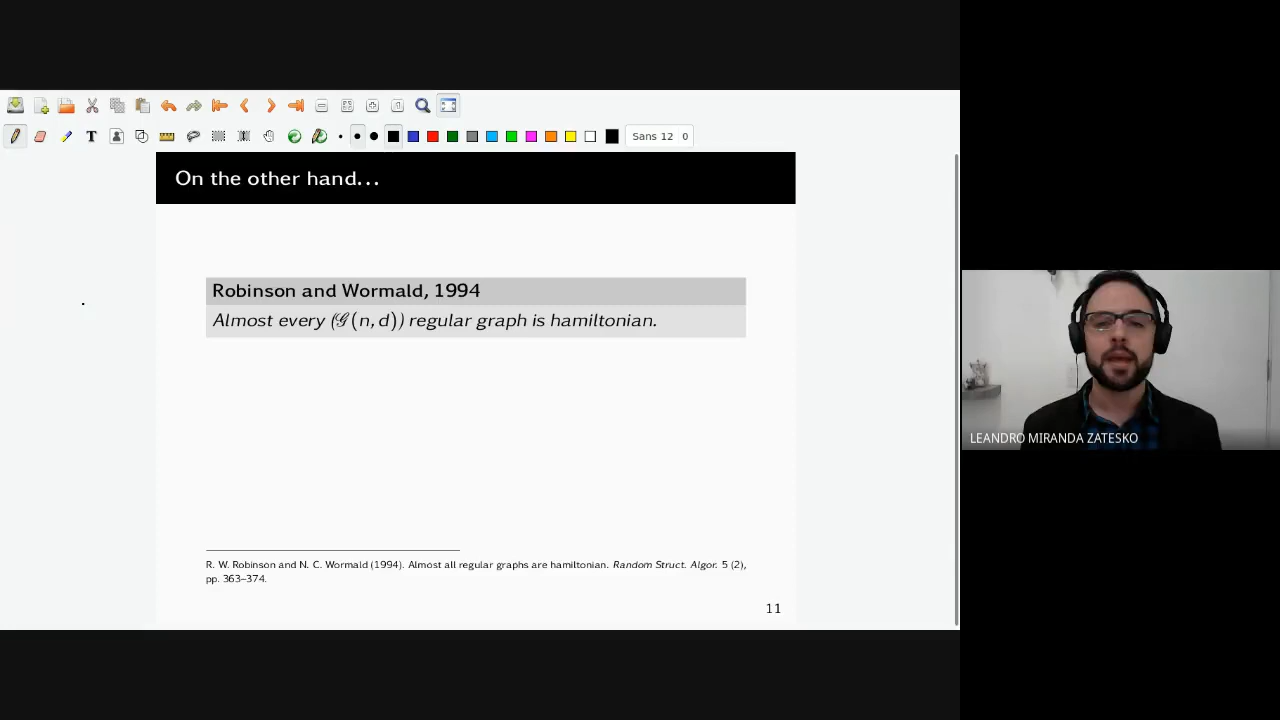 Sans 12 0
On the other hand...
Robinson and Wormald, 1994
Almost every (𝒢(n,d)) regular graph is hamiltonian.
LEANDRO MIRANDA ZATESKO
R. W. Robinson and N. C. Wormald (1994). Almost all regular graphs are hamiltonian. Random Struct. Algor. 5 (2),
pp. 363–374.
11